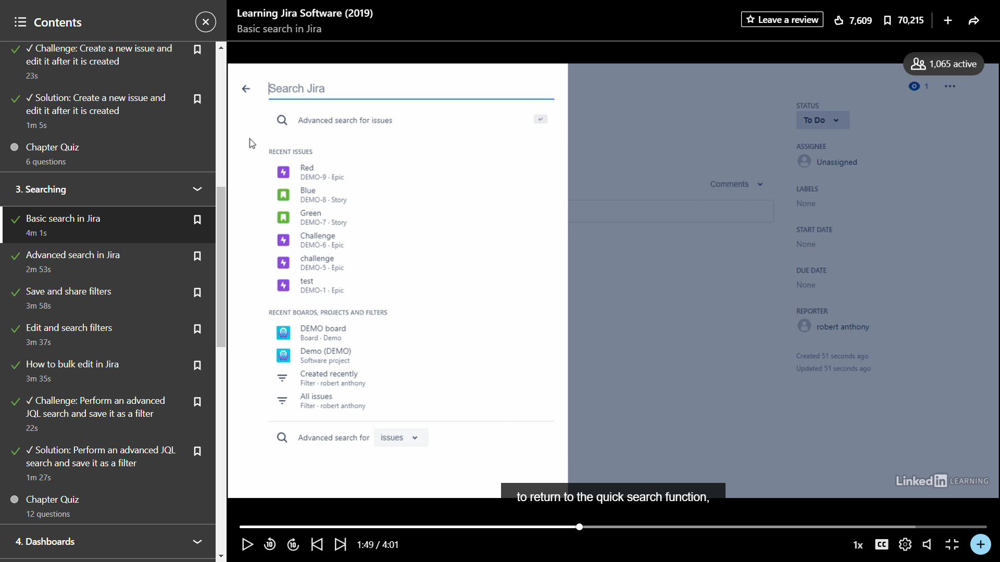 Contents
✓ Challenge: Create a new issue and
edit it after it is created
23s
✓ Solution: Create a new issue and
edit it after it is created
1m 5s
Chapter Quiz
6 questions
3. Searching
Basic search in Jira
4m 1s
Advanced search in Jira
2m 53s
Save and share filters
3m 58s
Edit and search filters
3m 37s
How to bulk edit in Jira
3m 35s
✓ Challenge: Perform an advanced
JQL search and save it as a filter
22s
✓ Solution: Perform an advanced JQL
search and save it as a filter
1m 27s
Chapter Quiz
12 questions
4. Dashboards
Learning Jira Software (2019)
Basic search in Jira
Leave a review
7,609
70,215
1,065 active
Search Jira
Advanced search for issues
RECENT ISSUES
Red
DEMO-9 · Epic
Blue
DEMO-8 · Story
Green
DEMO-7 · Story
Challenge
DEMO-6 · Epic
challenge
DEMO-5 · Epic
test
DEMO-1 · Epic
RECENT BOARDS, PROJECTS AND FILTERS
DEMO board
Board · Demo
Demo (DEMO)
Software project
Created recently
Filter · robert anthony
All issues
Filter · robert anthony
Advanced search for issues
Comments
1
STATUS
To Do
ASSIGNEE
Unassigned
LABELS
None
START DATE
None
DUE DATE
None
REPORTER
robert anthony
Created 51 seconds ago
Updated 51 seconds ago
Linked in LEARNING
to return to the quick search function,
10
10
1:49 / 4:01
1x
CC